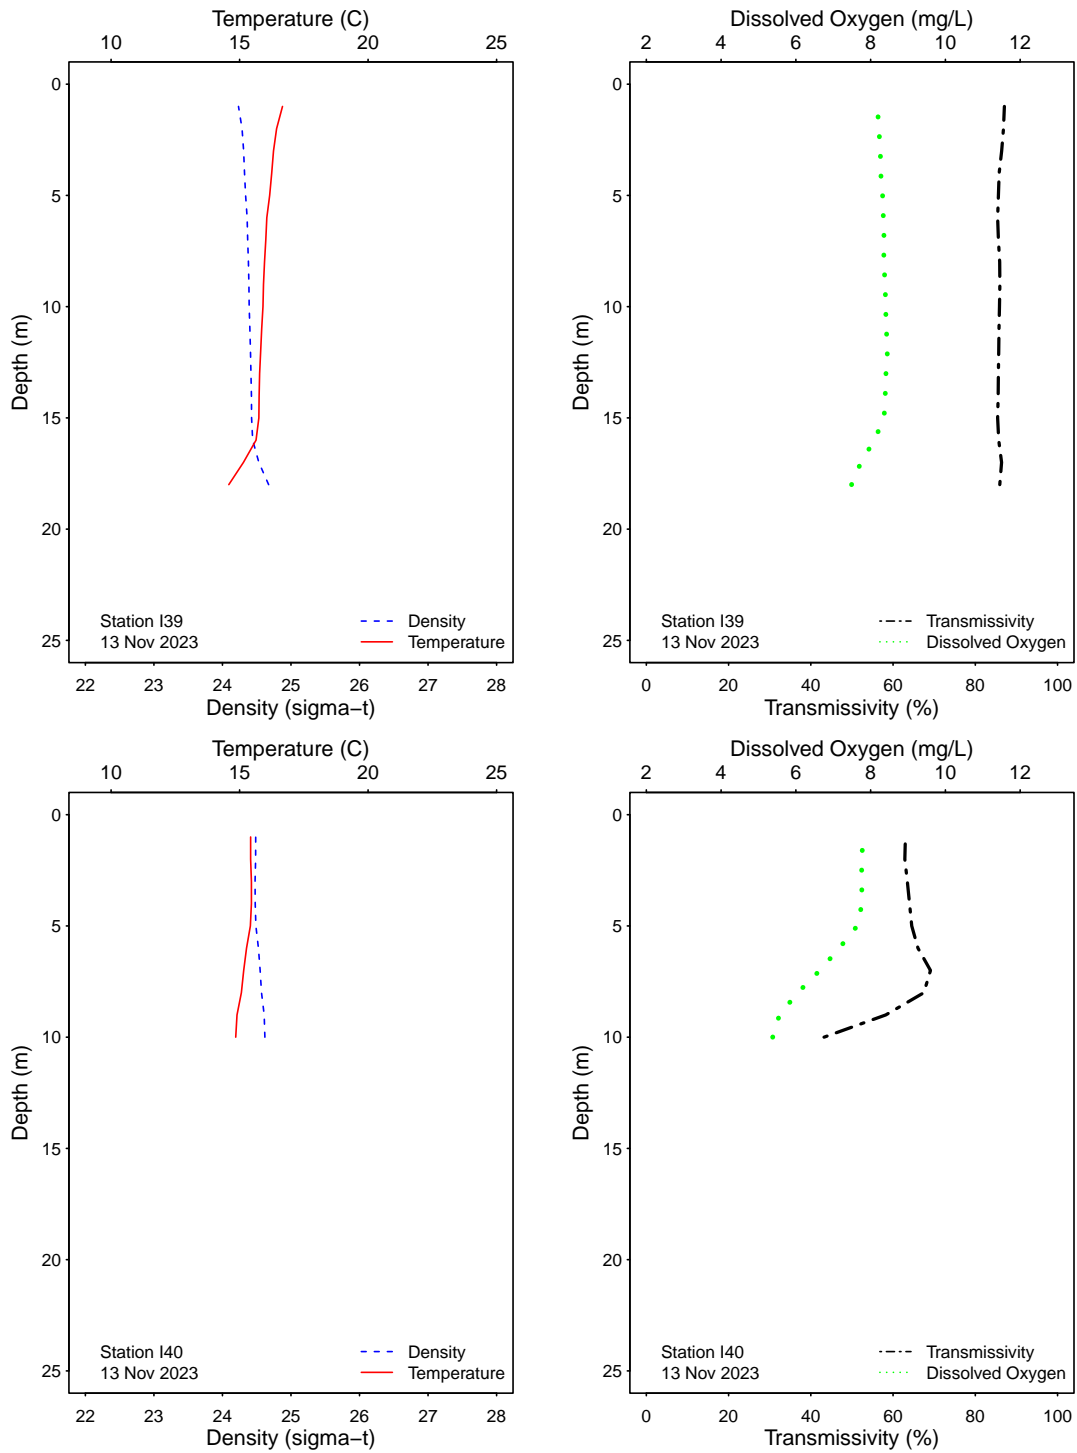 Temperature (C)
10 15 20 25
0
5
10
15
20
25
Depth (m)
Station I39
13 Nov 2023
Density
Temperature
22 23 24 25 26 27 28
Density (sigma−t)
Dissolved Oxygen (mg/L)
2 4 6 8 10 12
0
5
10
15
20
25
Depth (m)
Station I39
13 Nov 2023
Transmissivity
Dissolved Oxygen
0 20 40 60 80 100
Transmissivity (%)
Temperature (C)
10 15 20 25
0
5
10
15
20
25
Depth (m)
Station I40
13 Nov 2023
Density
Temperature
22 23 24 25 26 27 28
Density (sigma−t)
Dissolved Oxygen (mg/L)
2 4 6 8 10 12
0
5
10
15
20
25
Depth (m)
Station I40
13 Nov 2023
Transmissivity
Dissolved Oxygen
0 20 40 60 80 100
Transmissivity (%)